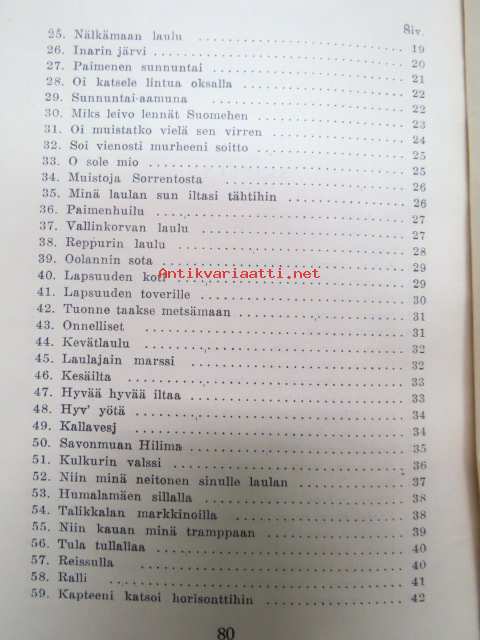 Siv.
25. Nälkämaan laulu ..................... 19
26. Inarin järvi ..................... 20
27. Paimenen sunnuntai ..................... 21
28. Oi katsele lintua oksalla ..................... 22
29. Sunnuntai-aamuna ..................... 22
30. Miks leivo lennät Suomehen ..................... 23
31. Oi muistatko vielä sen virren ..................... 24
32. Soi vienosti murheeni soitto ..................... 25
33. O sole mio ..................... 25
34. Muistoja Sorrentosta ..................... 26
35. Minä laulan sun iltasi tähtihin ..................... 26
36. Paimenhuilu ..................... 27
37. Vallinkorvan laulu ..................... 27
38. Reppurin laulu ..................... 28
39. Oolannin sota ..................... 29
40. Lapsuuden koti ..................... 29
Antikvariaatti.net
41. Lapsuuden toverille ..................... 30
42. Tuonne taakse metsämaan ..................... 31
43. Onnelliset ..................... 31
44. Kevätlaulu ..................... 32
45. Laulajain marssi ..................... 32
46. Kesäilta ..................... 33
47. Hyvää hyvää iltaa ..................... 33
48. Hyv' yötä ..................... 34
49. Kallavesj ..................... 34
50. Savonmuan Hilima ..................... 35
51. Kulkurin valssi ..................... 36
52. Niin minä neitonen sinulle laulan ..................... 37
53. Humalamäen sillalla ..................... 38
54. Talikkalan markkinoilla ..................... 38
55. Niin kauan minä tramppaan ..................... 39
56. Tula tullallaa ..................... 40
57. Reissulla ..................... 40
58. Ralli ..................... 41
59. Kapteeni katsoi horisonttihin ..................... 42
80